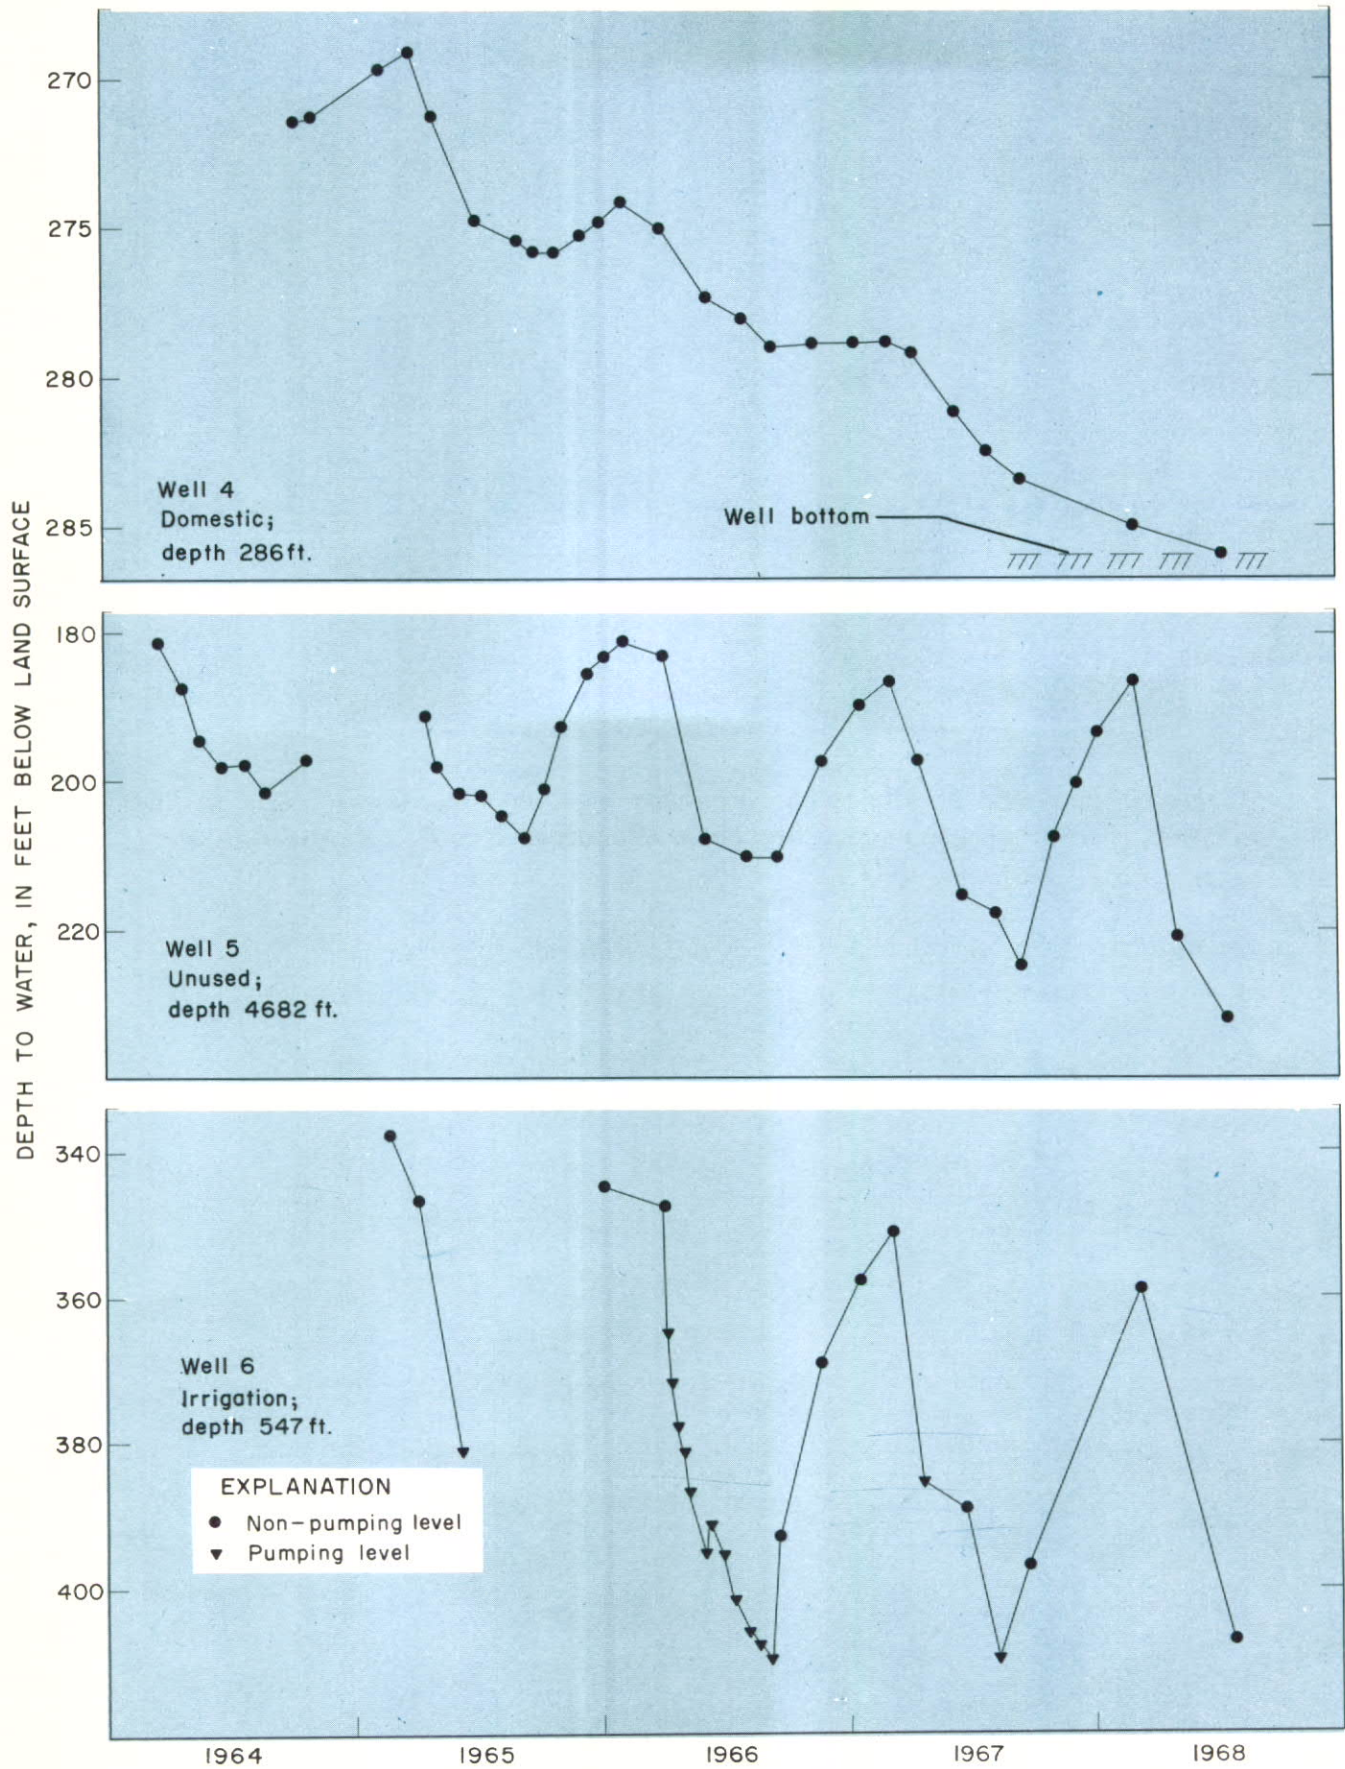 DEPTH TO WATER, IN FEET BELOW LAND SURFACE
270
275
280
285
Well 4
Domestic;
depth 286 ft.
Well bottom
180
200
220
Well 5
Unused;
depth 4682 ft.
340
360
380
400
Well 6
Irrigation;
depth 547 ft.
EXPLANATION
Non-pumping level
Pumping level
1964 1965 1966 1967 1968